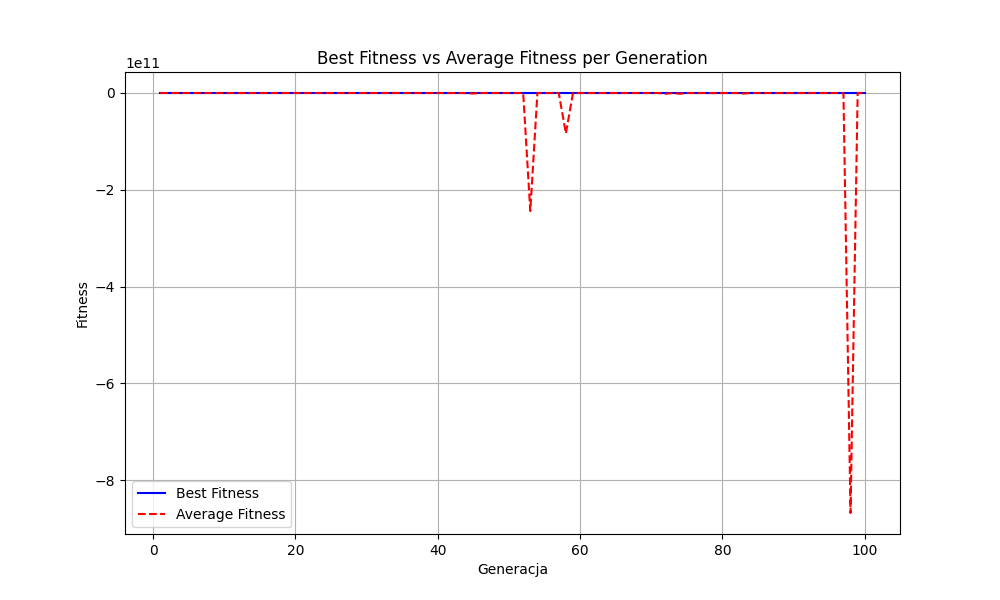 Best Fitness vs Average Fitness per Generation
1e11
0
−2
−4
−6
−8
Fitness
Best Fitness
Average Fitness
0 20 40 60 80 100
Generacja